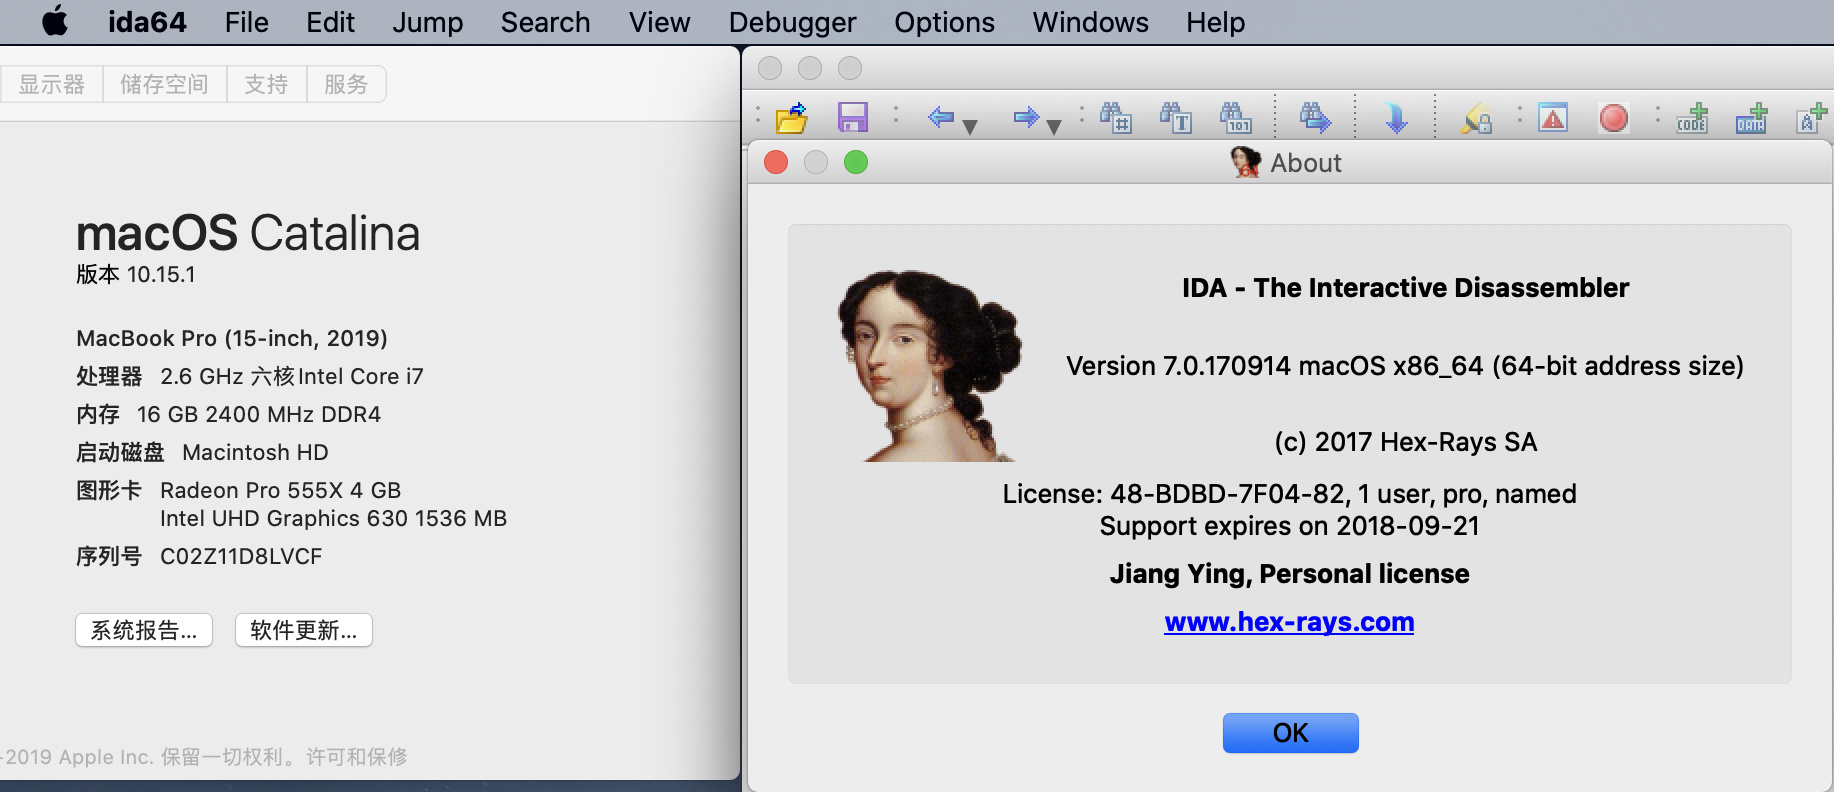 ida64 File Edit Jump Search View Debugger Options Windows Help
显示器 储存空间 支持 服务
macOS Catalina
版本 10.15.1
MacBook Pro (15-inch, 2019)
处理器 2.6 GHz 六核Intel Core i7
内存 16 GB 2400 MHz DDR4
启动磁盘 Macintosh HD
图形卡 Radeon Pro 555X 4 GB
Intel UHD Graphics 630 1536 MB
序列号 C02Z11D8LVCF
系统报告... 软件更新...
-2019 Apple Inc. 保留一切权利。许可和保修
# T 101 CODE DATA A
About
IDA - The Interactive Disassembler
Version 7.0.170914 macOS x86_64 (64-bit address size)
(c) 2017 Hex-Rays SA
License: 48-BDBD-7F04-82, 1 user, pro, named
Support expires on 2018-09-21
Jiang Ying, Personal license
www.hex-rays.com
OK